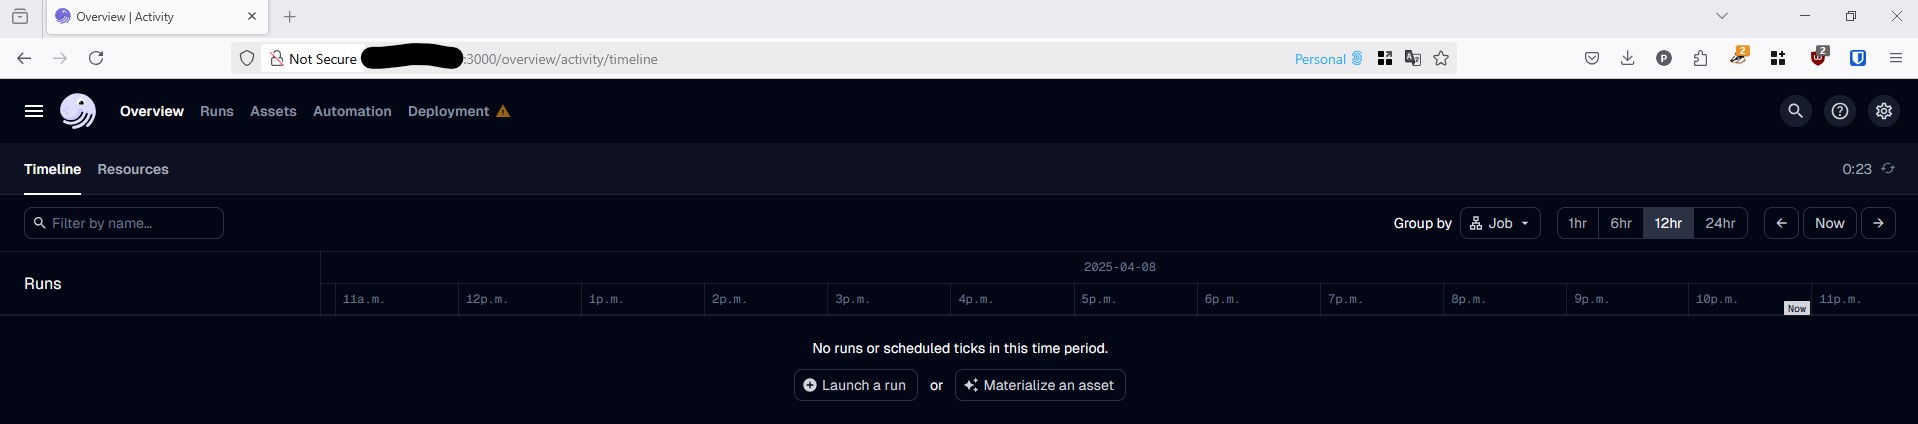 Overview | Activity
Not Secure :3000/overview/activity/timeline Personal P 2 2
Overview Runs Assets Automation Deployment
Timeline Resources 0:23
Filter by name... Group by Job 1hr 6hr 12hr 24hr Now
2025-04-08
Runs
11a.m. 12p.m. 1p.m. 2p.m. 3p.m. 4p.m. 5p.m. 6p.m. 7p.m. 8p.m. 9p.m. 10p.m. 11p.m.
Now
No runs or scheduled ticks in this time period.
Launch a run or Materialize an asset